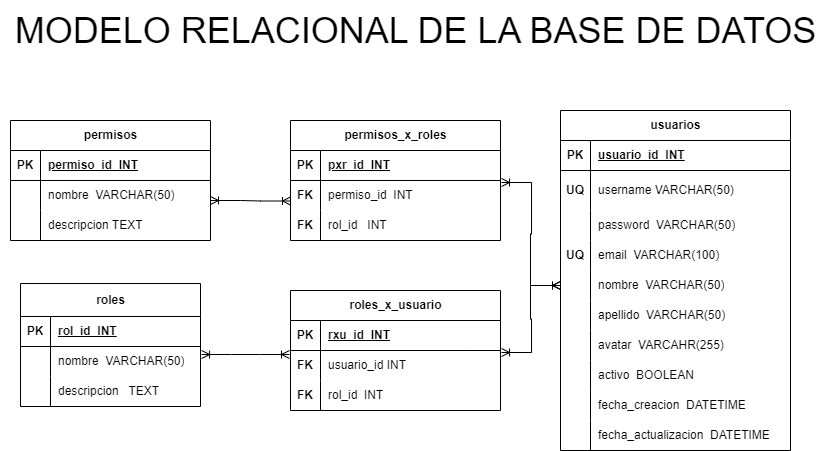 MODELO RELACIONAL DE LA BASE DE DATOS
permisos
PK permiso_id INT
nombre VARCHAR(50)
descripcion TEXT
permisos_x_roles
PK pxr_id INT
FK permiso_id INT
FK rol_id INT
usuarios
PK usuario_id INT
UQ username VARCHAR(50)
password VARCHAR(50)
UQ email VARCHAR(100)
nombre VARCHAR(50)
apellido VARCHAR(50)
avatar VARCAHR(255)
activo BOOLEAN
fecha_creacion DATETIME
fecha_actualizacion DATETIME
roles
PK rol_id INT
nombre VARCHAR(50)
descripcion TEXT
roles_x_usuario
PK rxu_id INT
FK usuario_id INT
FK rol_id INT